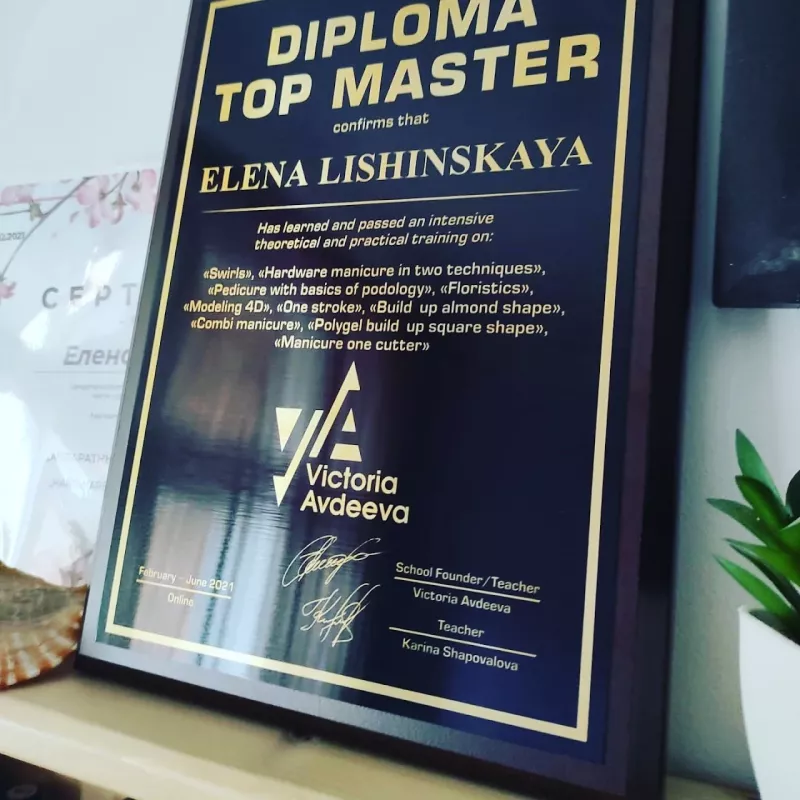 DIPLOMA
TOP MASTER
confirms that
ELENA LISHINSKAYA
Has learned and passed an intensive
theoretical and practical training on:
«Swirls», «Hardware manicure in two techniques»,
«Pedicure with basics of podology», «Floristics»,
«Modeling 4D», «One stroke», «Build up almond shape»,
«Combi manicure», «Polygel build up square shape»,
«Manicure one cutter»
Victoria
Avdeeva
February - June 2021
Online
School Founder/Teacher
Victoria Avdeeva
Teacher
Karina Shapovalova